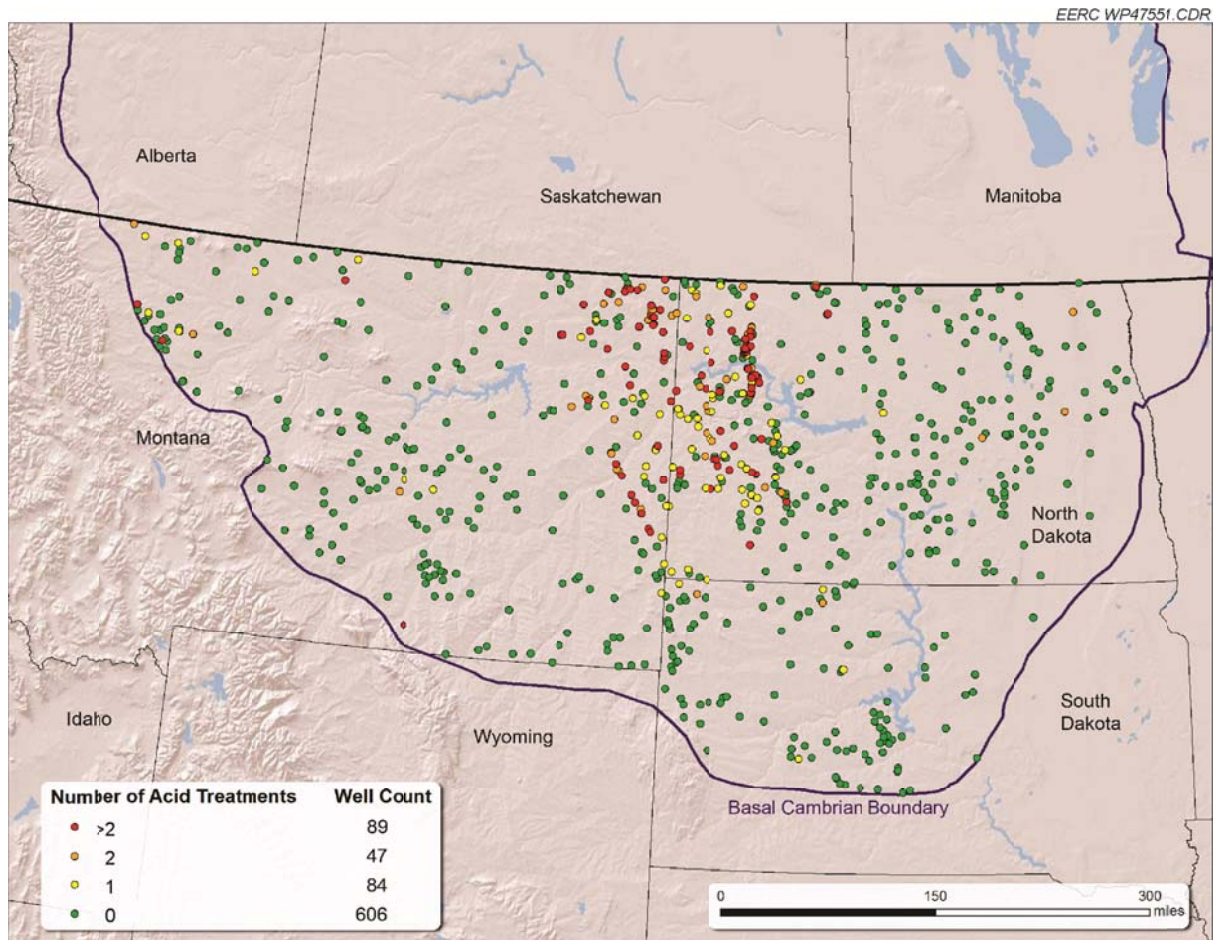 EERC WP47551.CDR
Alberta
Saskatchewan
Manitoba
Montana
North
Dakota
South
Dakota
Idaho
Wyoming
Basal Cambrian Boundary
Number of Acid Treatments Well Count
>2 89
2 47
1 84
0 606
0 150 300
miles